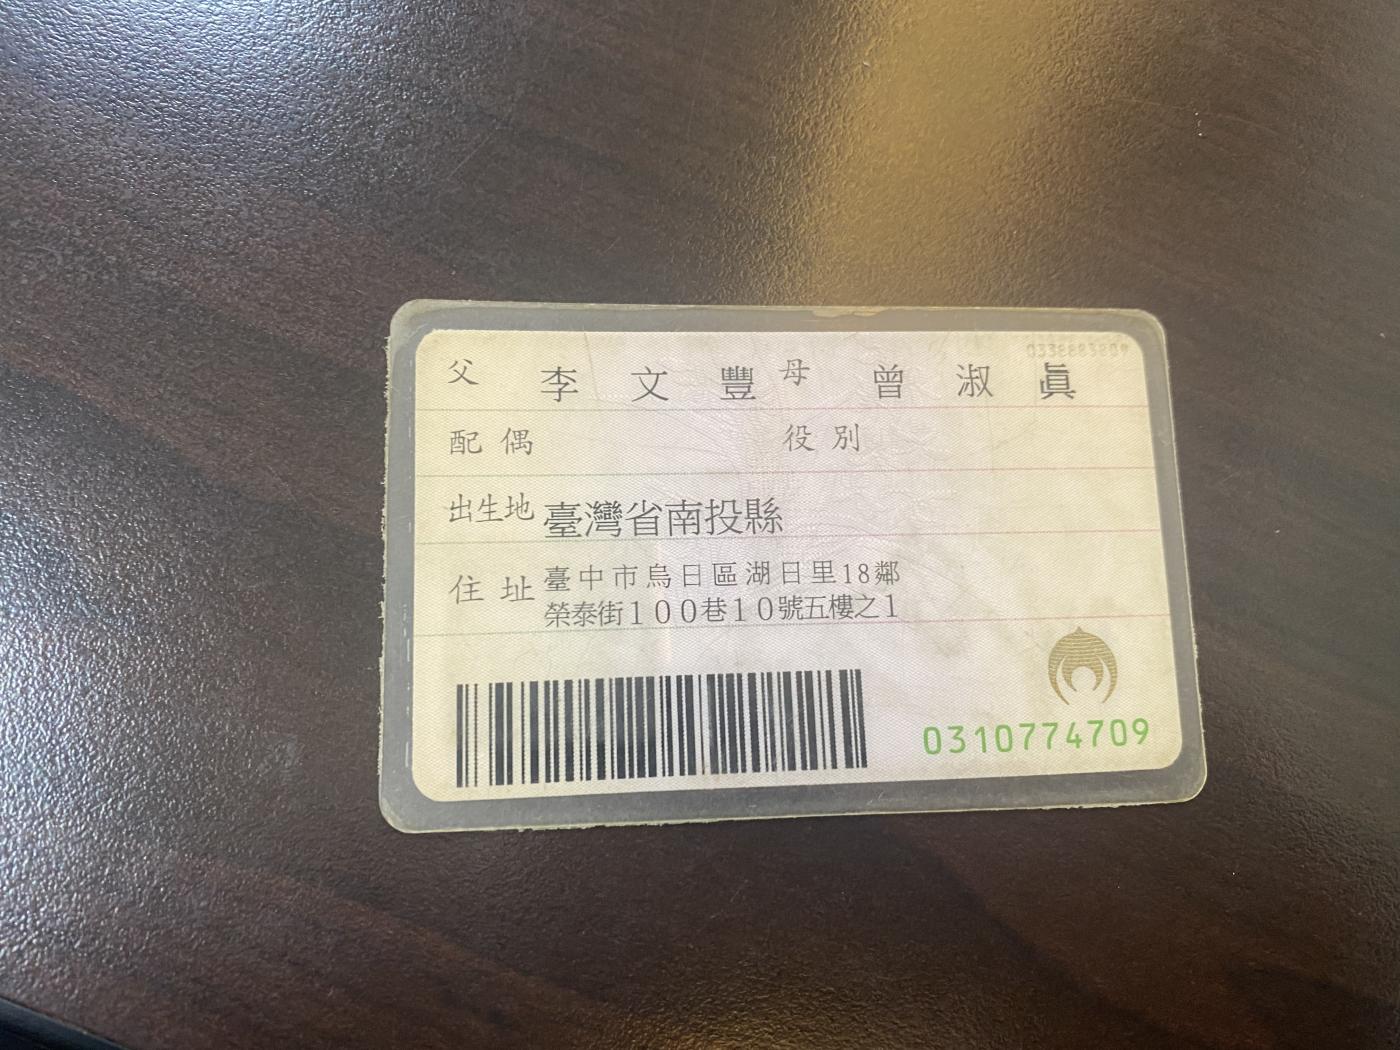 父 李文豐 母 曾淑眞
配偶 役別
出生地 臺灣省南投縣
住址 臺中市烏日區湖日里18鄰
榮泰街100巷10號五樓之1
0310774709